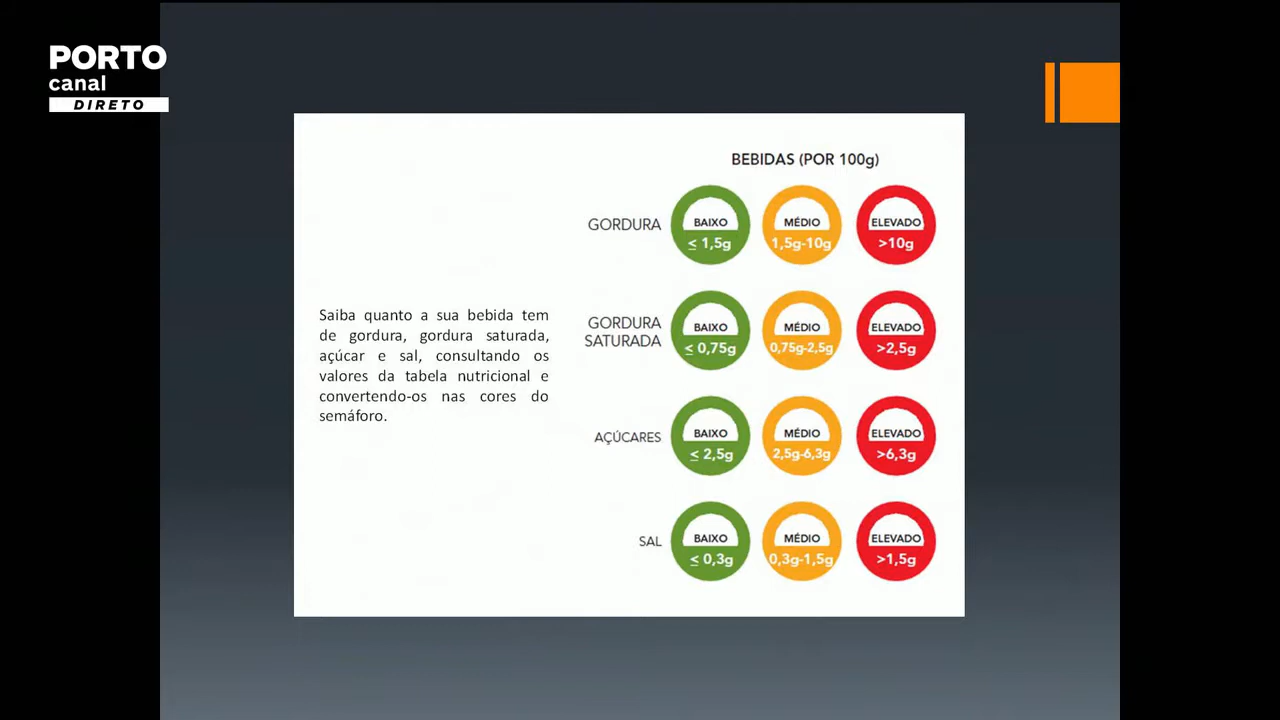 PORTO
canal
DIRETO
BEBIDAS (POR 100g)
GORDURA
BAIXO
≤ 1,5g
MÉDIO
1,5g-10g
ELEVADO
>10g
Saiba quanto a sua bebida tem
de gordura, gordura saturada,
açúcar e sal, consultando os
valores da tabela nutricional e
convertendo-os nas cores do
semáforo.
GORDURA
SATURADA
BAIXO
≤ 0,75g
MÉDIO
0,75g-2,5g
ELEVADO
>2,5g
AÇÚCARES
BAIXO
≤ 2,5g
MÉDIO
2,5g-6,3g
ELEVADO
>6,3g
SAL
BAIXO
≤ 0,3g
MÉDIO
0,3g-1,5g
ELEVADO
>1,5g